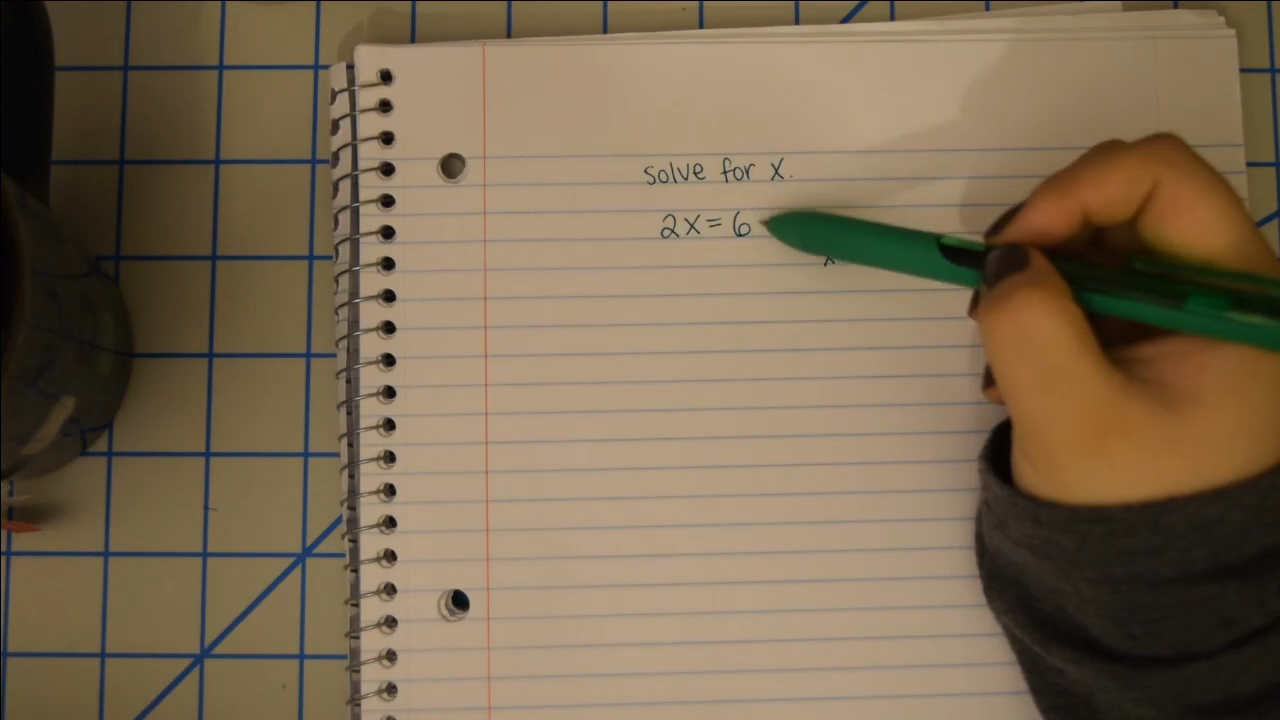 solve for x.
2x = 6